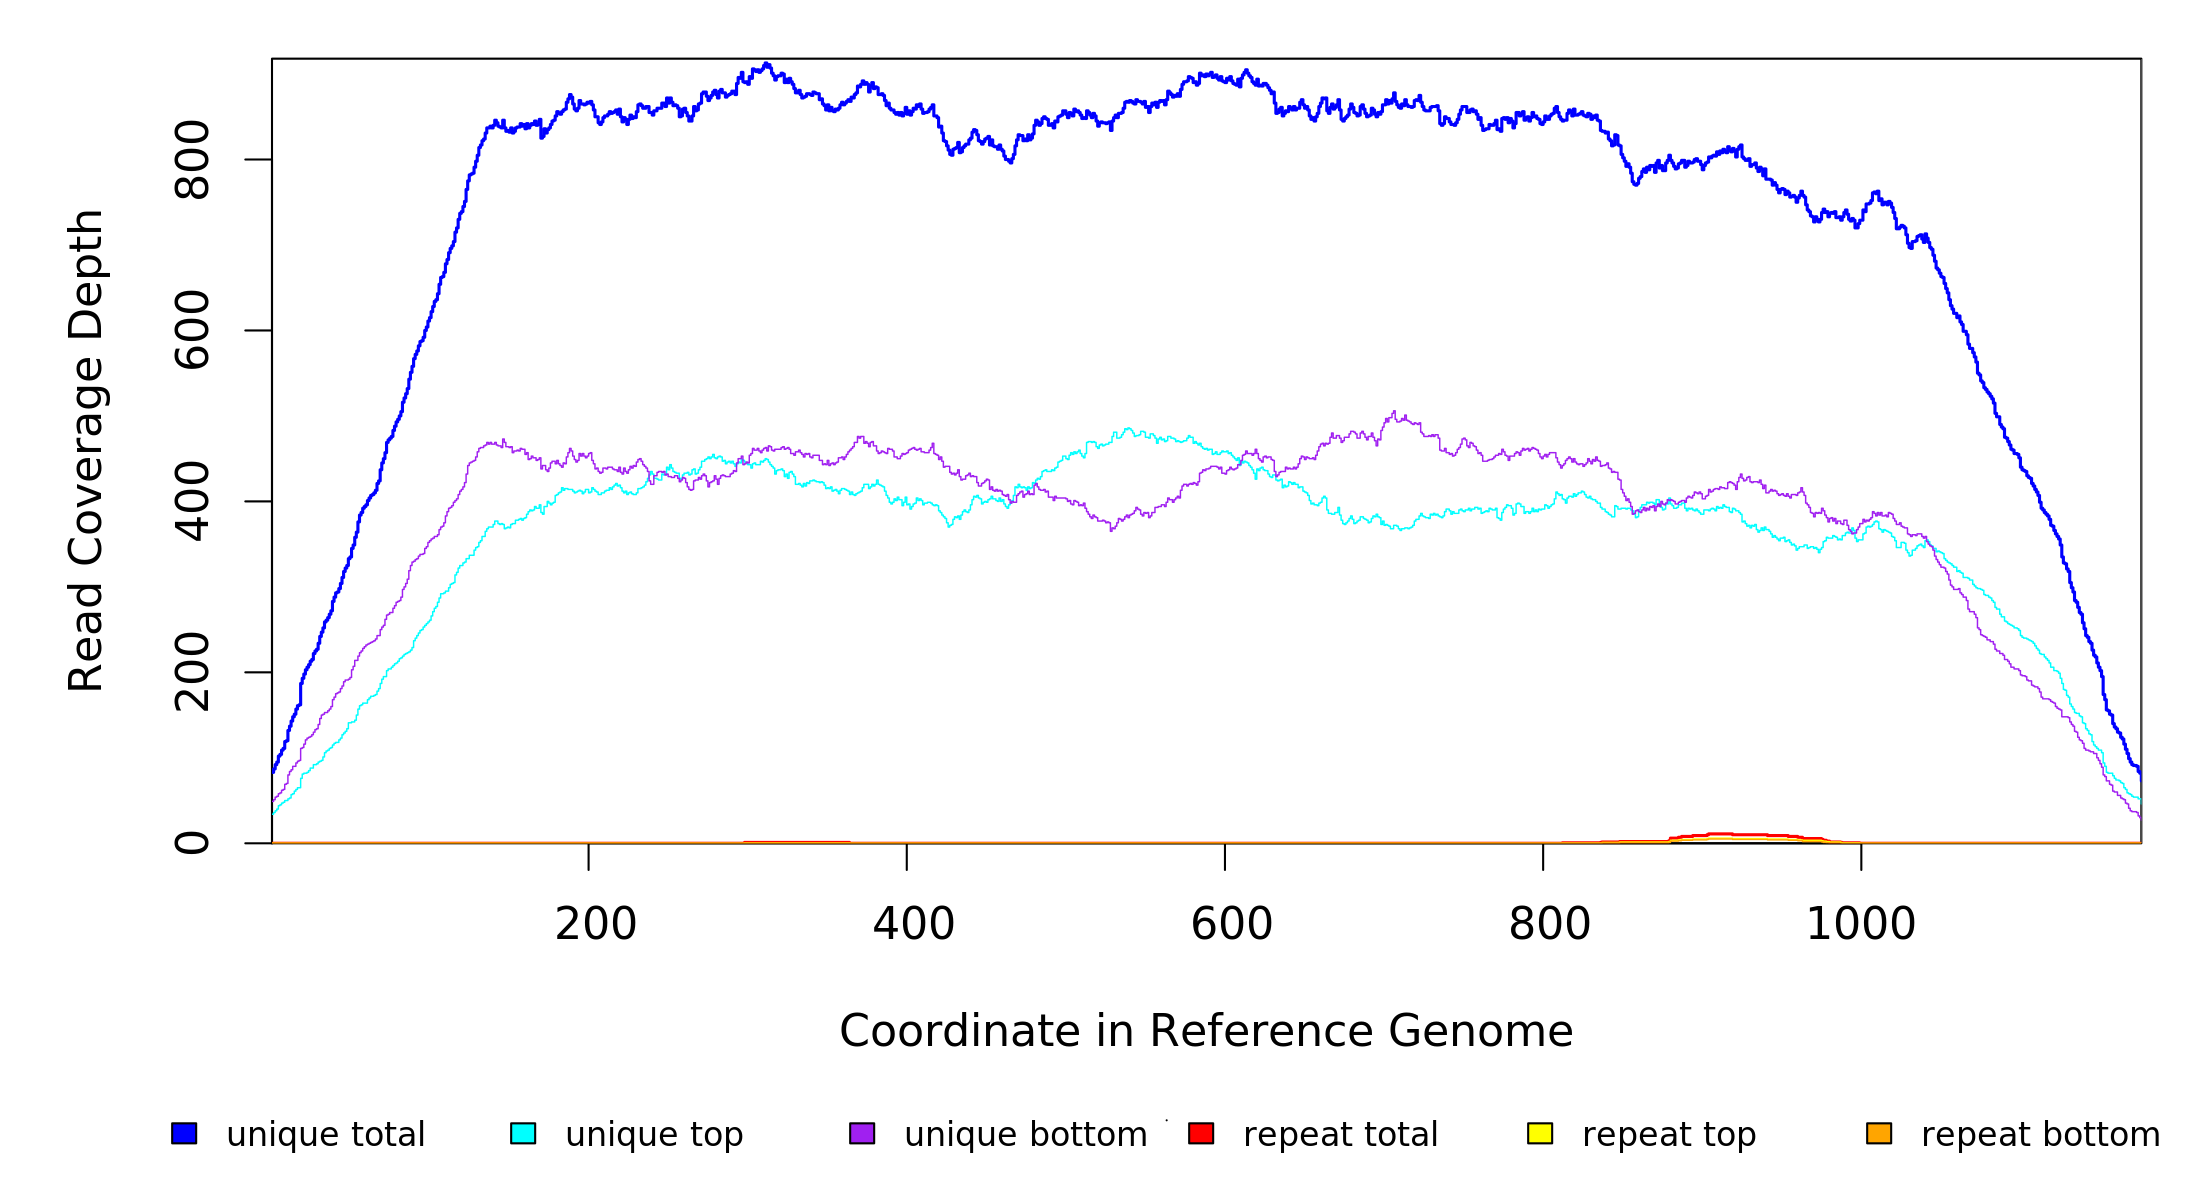 Read Coverage Depth
800
600
400
200
0
200 400 600 800 1000
Coordinate in Reference Genome
unique total unique top unique bottom repeat total repeat top repeat bottom